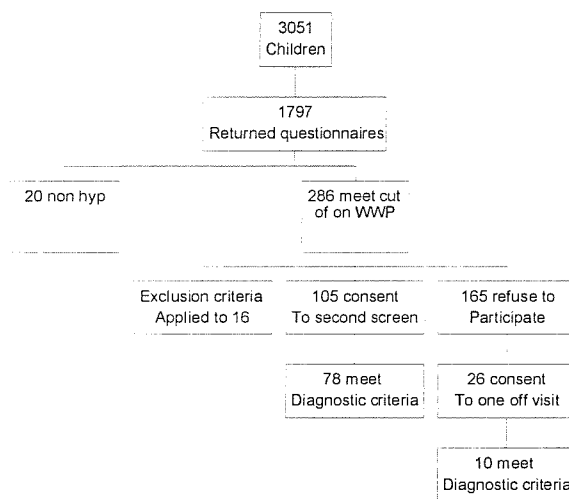 3051
Children
1797
Returned questionnaires
20 non hyp
286 meet cut
of on WWP
Exclusion criteria
Applied to 16
105 consent
To second screen
165 refuse to
Participate
78 meet
Diagnostic criteria
26 consent
To one off visit
10 meet
Diagnostic criteria